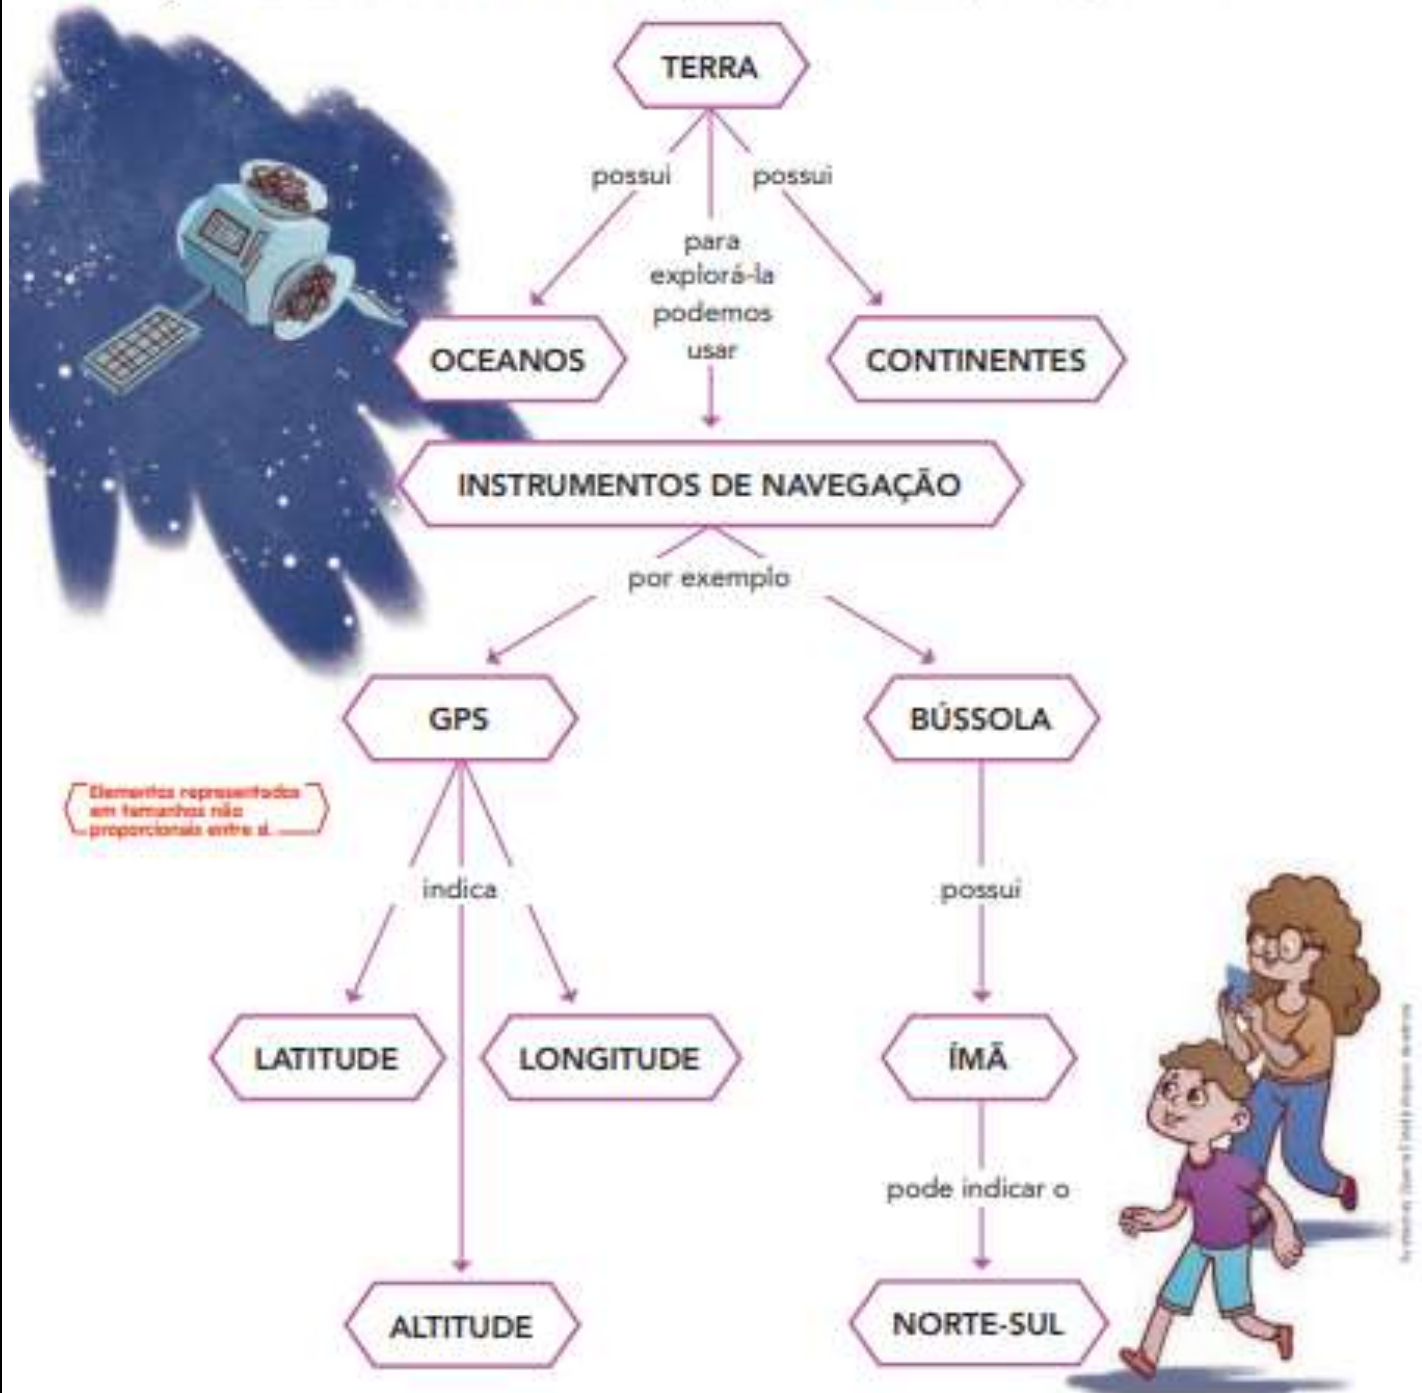 TERRA
possui
possui
para
explorá-la
podemos
usar
OCEANOS
CONTINENTES
INSTRUMENTOS DE NAVEGAÇÃO
por exemplo
GPS
BÚSSOLA
Elementos representados
em tamanhos não
proporcionais entre si.
indica
possui
LATITUDE
LONGITUDE
ÍMÃ
pode indicar o
ALTITUDE
NORTE-SUL